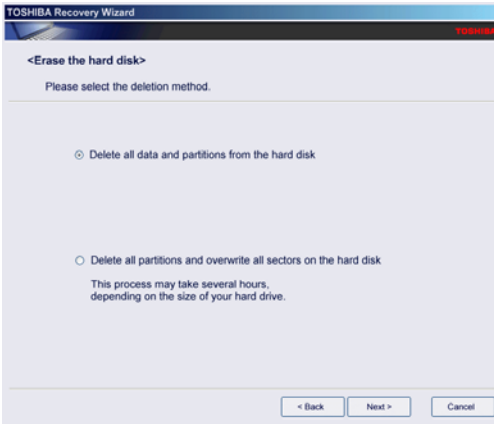 TOSHIBA Recovery Wizard
TOSHIBA
<Erase the hard disk>
Please select the deletion method.
Delete all data and partitions from the hard disk
Delete all partitions and overwrite all sectors on the hard disk
This process may take several hours,
depending on the size of your hard drive.
< Back Next > Cancel